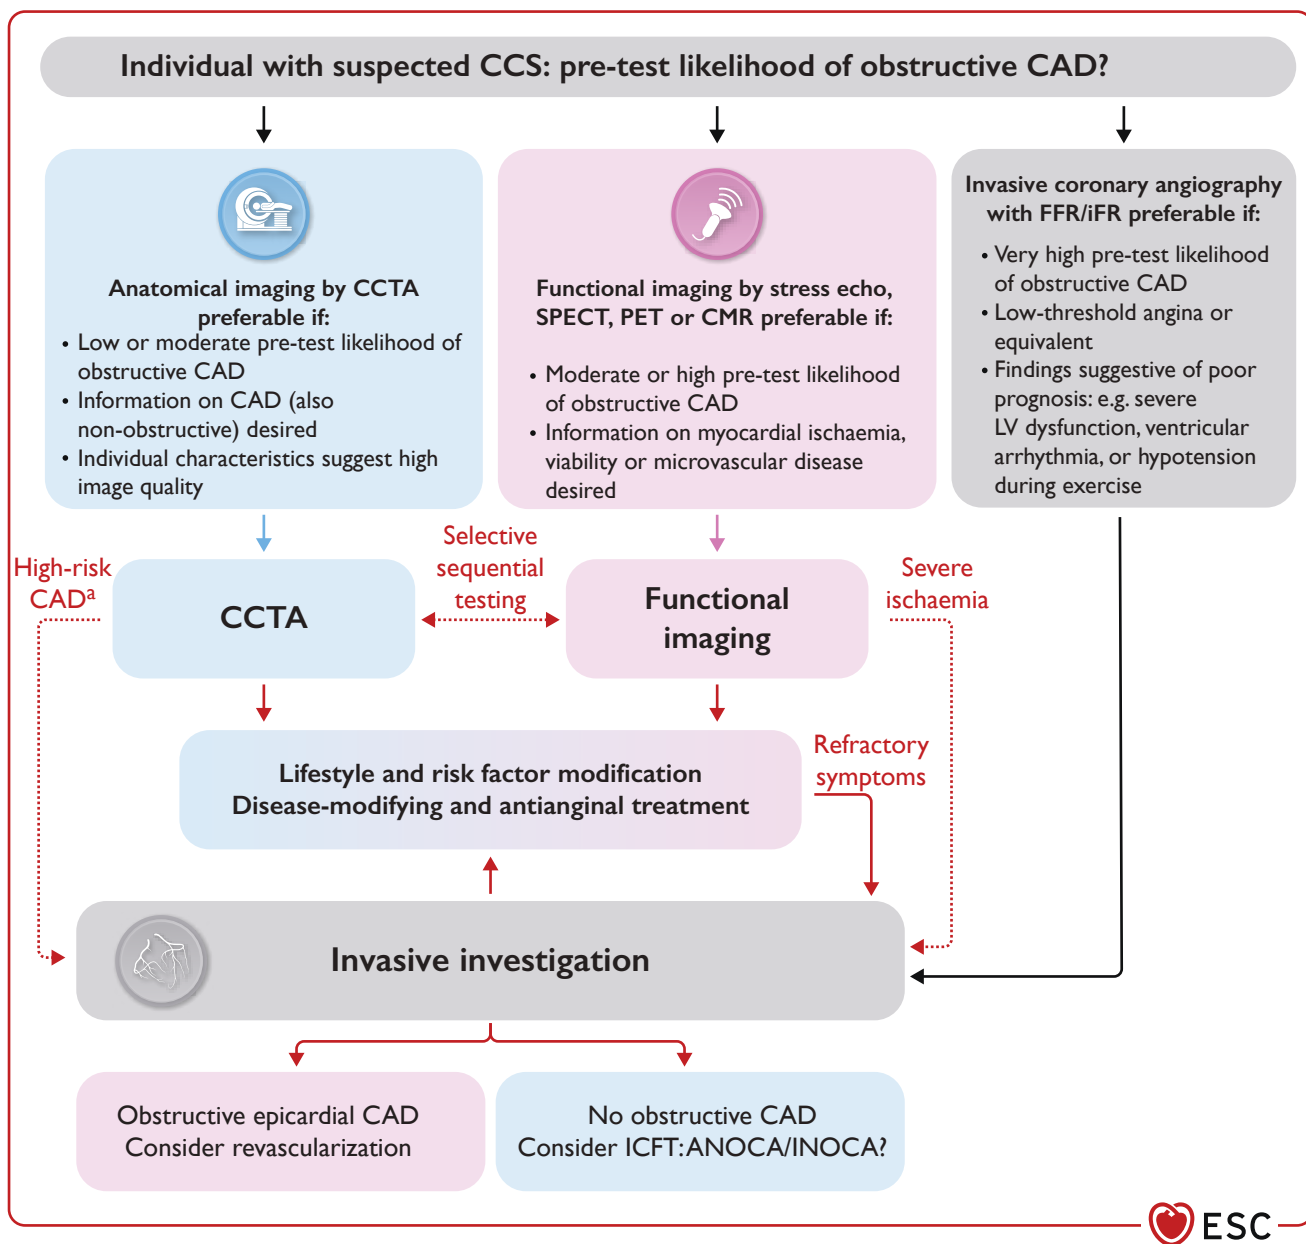 Individual with suspected CCS: pre-test likelihood of obstructive CAD?
Anatomical imaging by CCTA
preferable if:
• Low or moderate pre-test likelihood of
obstructive CAD
• Information on CAD (also
non-obstructive) desired
• Individual characteristics suggest high
image quality
Functional imaging by stress echo,
SPECT, PET or CMR preferable if:
• Moderate or high pre-test likelihood
of obstructive CAD
• Information on myocardial ischaemia,
viability or microvascular disease
desired
Invasive coronary angiography
with FFR/iFR preferable if:
• Very high pre-test likelihood
of obstructive CAD
• Low-threshold angina or
equivalent
• Findings suggestive of poor
prognosis: e.g. severe
LV dysfunction, ventricular
arrhythmia, or hypotension
during exercise
High-risk
CADᵃ
CCTA
Selective
sequential
testing
Functional
imaging
Severe
ischaemia
Lifestyle and risk factor modification
Disease-modifying and antianginal treatment
Refractory
symptoms
Invasive investigation
Obstructive epicardial CAD
Consider revascularization
No obstructive CAD
Consider ICFT: ANOCA/INOCA?
ESC